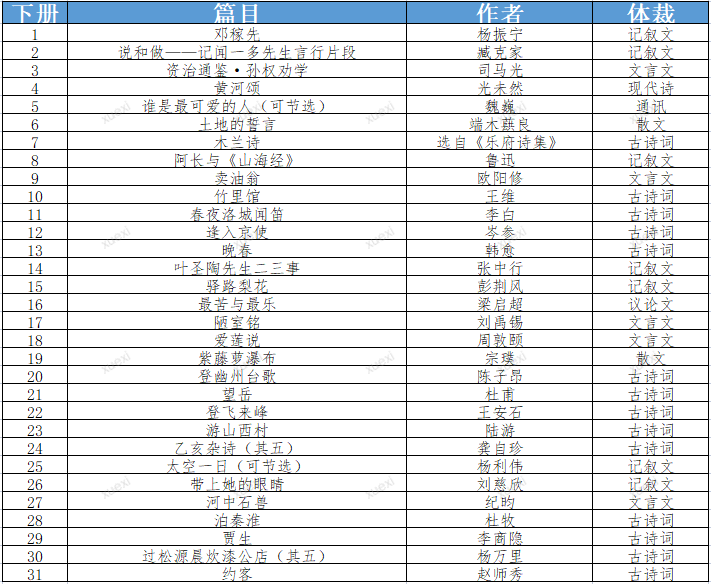 下册 篇目 作者 体裁
1 邓稼先 杨振宁 记叙文
2 说和做——记闻一多先生言行片段 臧克家 记叙文
3 资治通鉴·孙权劝学 司马光 文言文
4 黄河颂 光未然 现代诗
5 谁是最可爱的人（可节选） 魏巍 通讯
6 土地的誓言 端木蕻良 散文
7 木兰诗 选自《乐府诗集》 古诗词
8 阿长与《山海经》 鲁迅 记叙文
9 卖油翁 欧阳修 文言文
10 竹里馆 王维 古诗词
11 春夜洛城闻笛 李白 古诗词
12 逢入京使 岑参 古诗词
13 晚春 韩愈 古诗词
14 叶圣陶先生二三事 张中行 记叙文
15 驿路梨花 彭荆风 记叙文
16 最苦与最乐 梁启超 议论文
17 陋室铭 刘禹锡 文言文
18 爱莲说 周敦颐 文言文
19 紫藤萝瀑布 宗璞 散文
20 登幽州台歌 陈子昂 古诗词
21 望岳 杜甫 古诗词
22 登飞来峰 王安石 古诗词
23 游山西村 陆游 古诗词
24 乙亥杂诗（其五） 龚自珍 古诗词
25 太空一日（可节选） 杨利伟 记叙文
26 带上她的眼睛 刘慈欣 记叙文
27 河中石兽 纪昀 文言文
28 泊秦淮 杜牧 古诗词
29 贾生 李商隐 古诗词
30 过松源晨炊漆公店（其五） 杨万里 古诗词
31 约客 赵师秀 古诗词